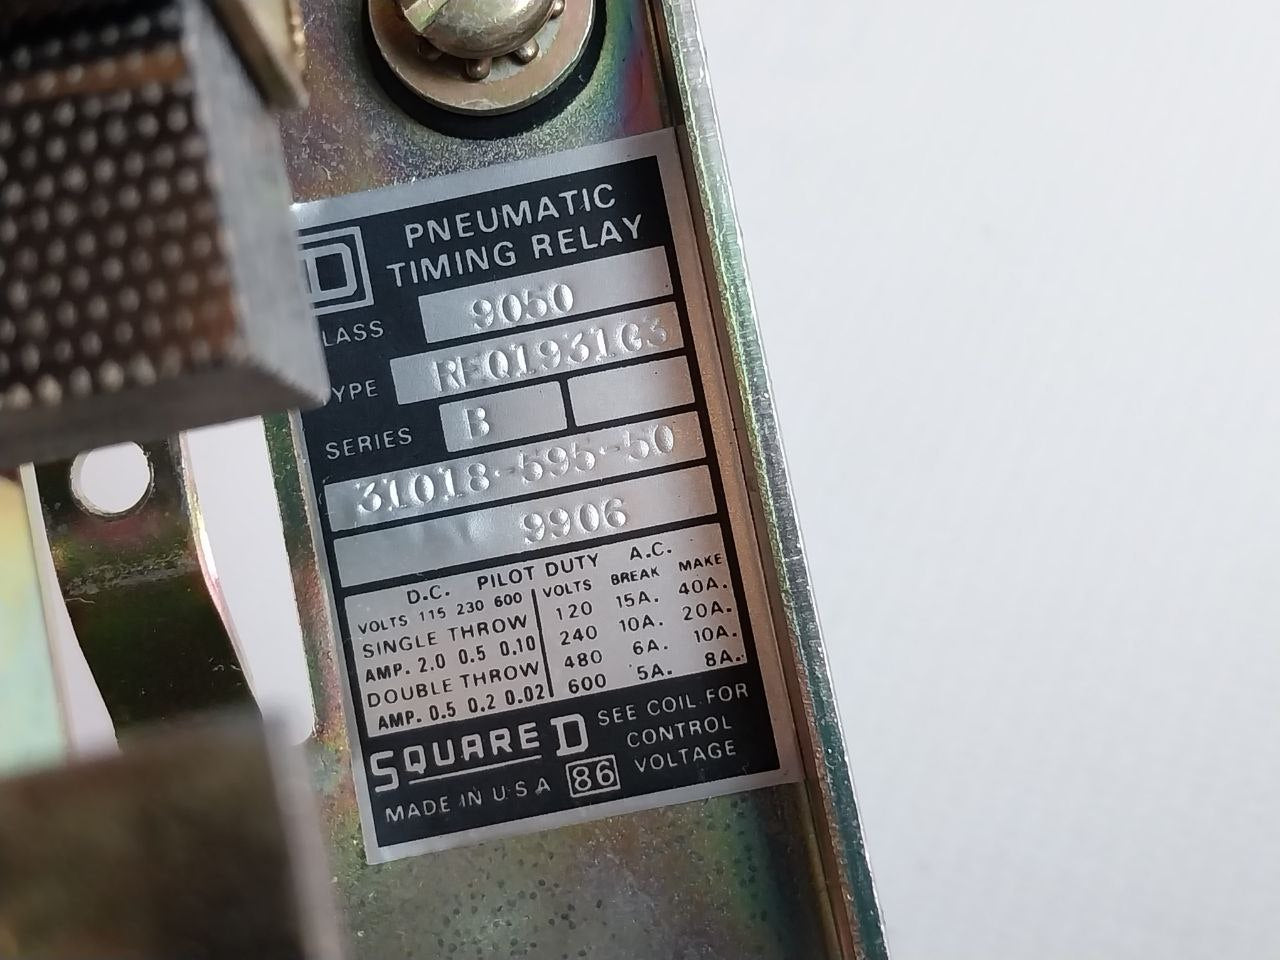 D PNEUMATIC
TIMING RELAY
LASS 9050
YPE
SERIES B
31018-595-50
9906
D.C. PILOT DUTY A.C.
VOLTS 115 230 600 VOLTS BREAK MAKE
SINGLE THROW 120 15A. 40A.
AMP. 2.0 0.5 0.10 240 10A. 20A.
DOUBLE THROW 480 6A. 10A.
AMP. 0.5 0.2 0.02 600 5A. 8A.
SQUARE D SEE COIL FOR
CONTROL
MADE IN U.S.A 86 VOLTAGE